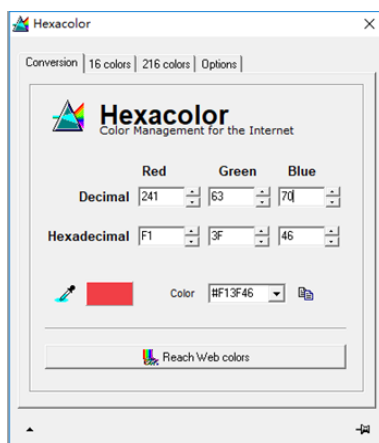 Hexacolor
Conversion 16 colors 216 colors Options
Hexacolor
Color Management for the Internet
Red Green Blue
Decimal 241 63 70
Hexadecimal F1 3F 46
Color #F13F46
Reach Web colors